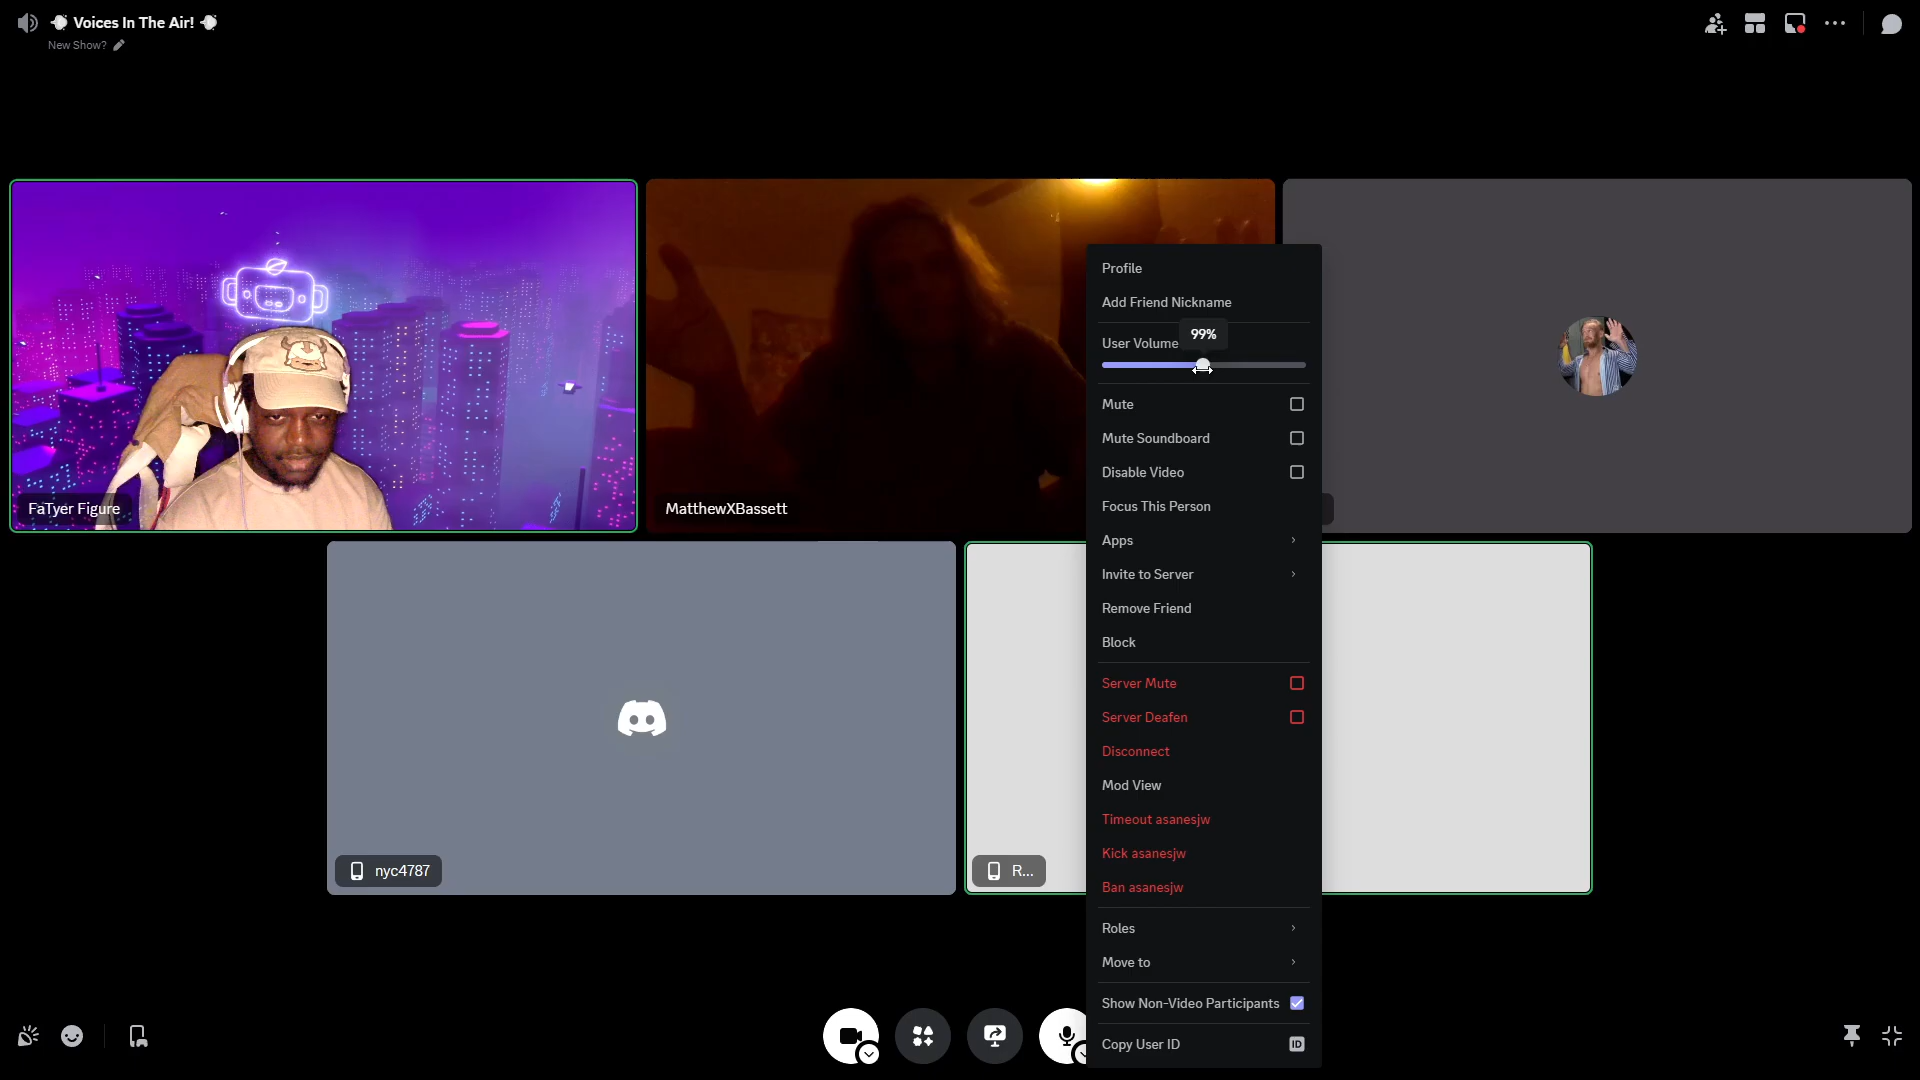 Voices In The Air!
New Show?
FaTyer Figure
MatthewXBassett
Profile
Add Friend Nickname
99%
User Volume
Mute
Mute Soundboard
Disable Video
Focus This Person
Apps
Invite to Server
Remove Friend
Block
Server Mute
Server Deafen
Disconnect
Mod View
Timeout asanesjw
Kick asanesjw
Ban asanesjw
Roles
Move to
Show Non-Video Participants
Copy User ID
ID
nyc4787
R...